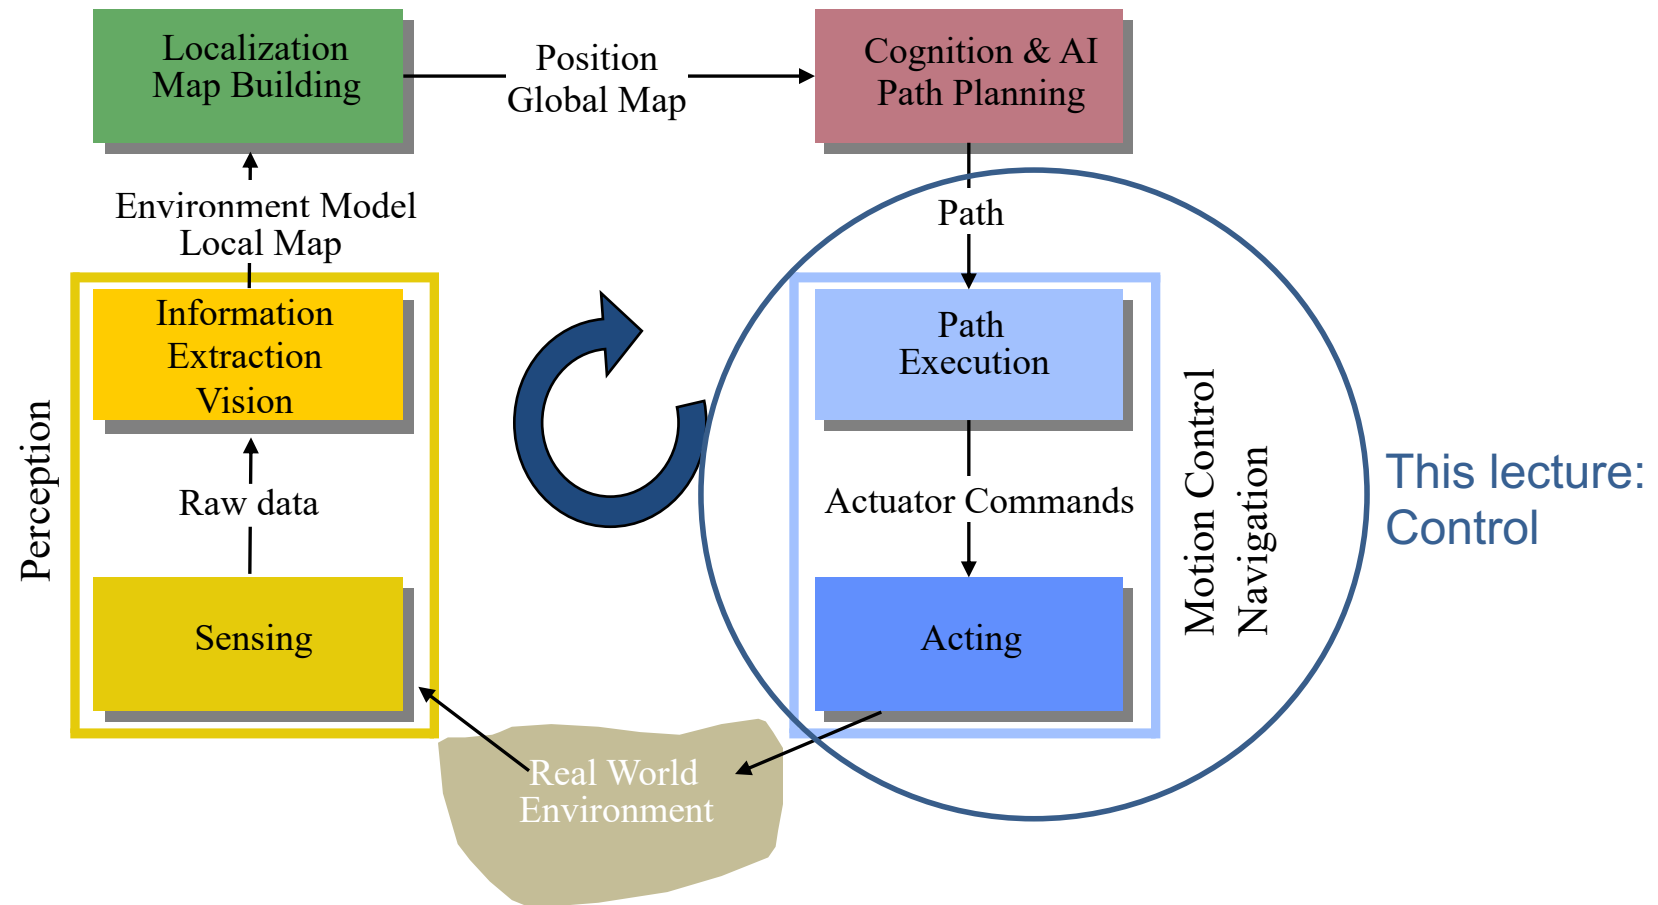 Localization
Map Building
Position
Global Map
Cognition & AI
Path Planning
Environment Model
Local Map
Path
Information
Extraction
Vision
Path
Execution
Perception
Raw data
Actuator Commands
Motion Control
Navigation
This lecture:
Control
Sensing
Acting
Real World
Environment